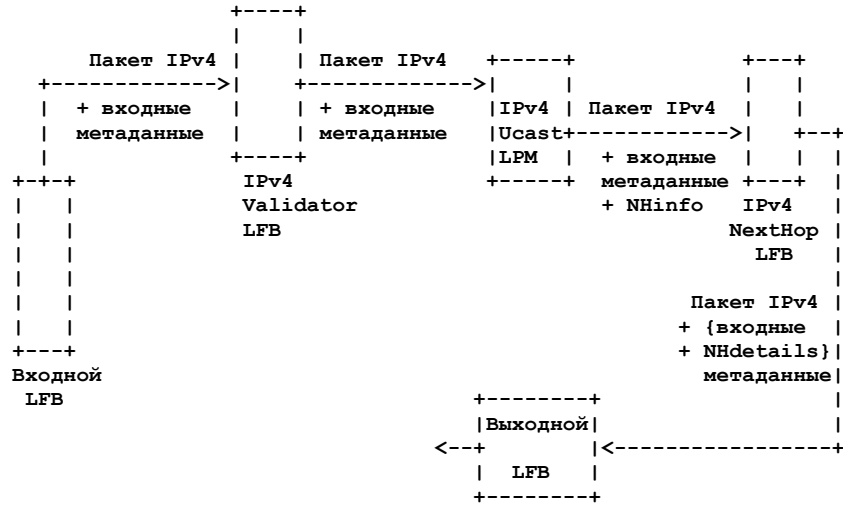 Пакет IPv4
Пакет IPv4
+ входные
метаданные
+ входные
метаданные
IPv4
Ucast
LPM
Пакет IPv4
+ входные
метаданные
+ NHinfo
IPv4
Validator
LFB
IPv4
NextHop
LFB
Пакет IPv4
+ {входные
+ NHdetails}
метаданные
Входной
LFB
Выходной
LFB